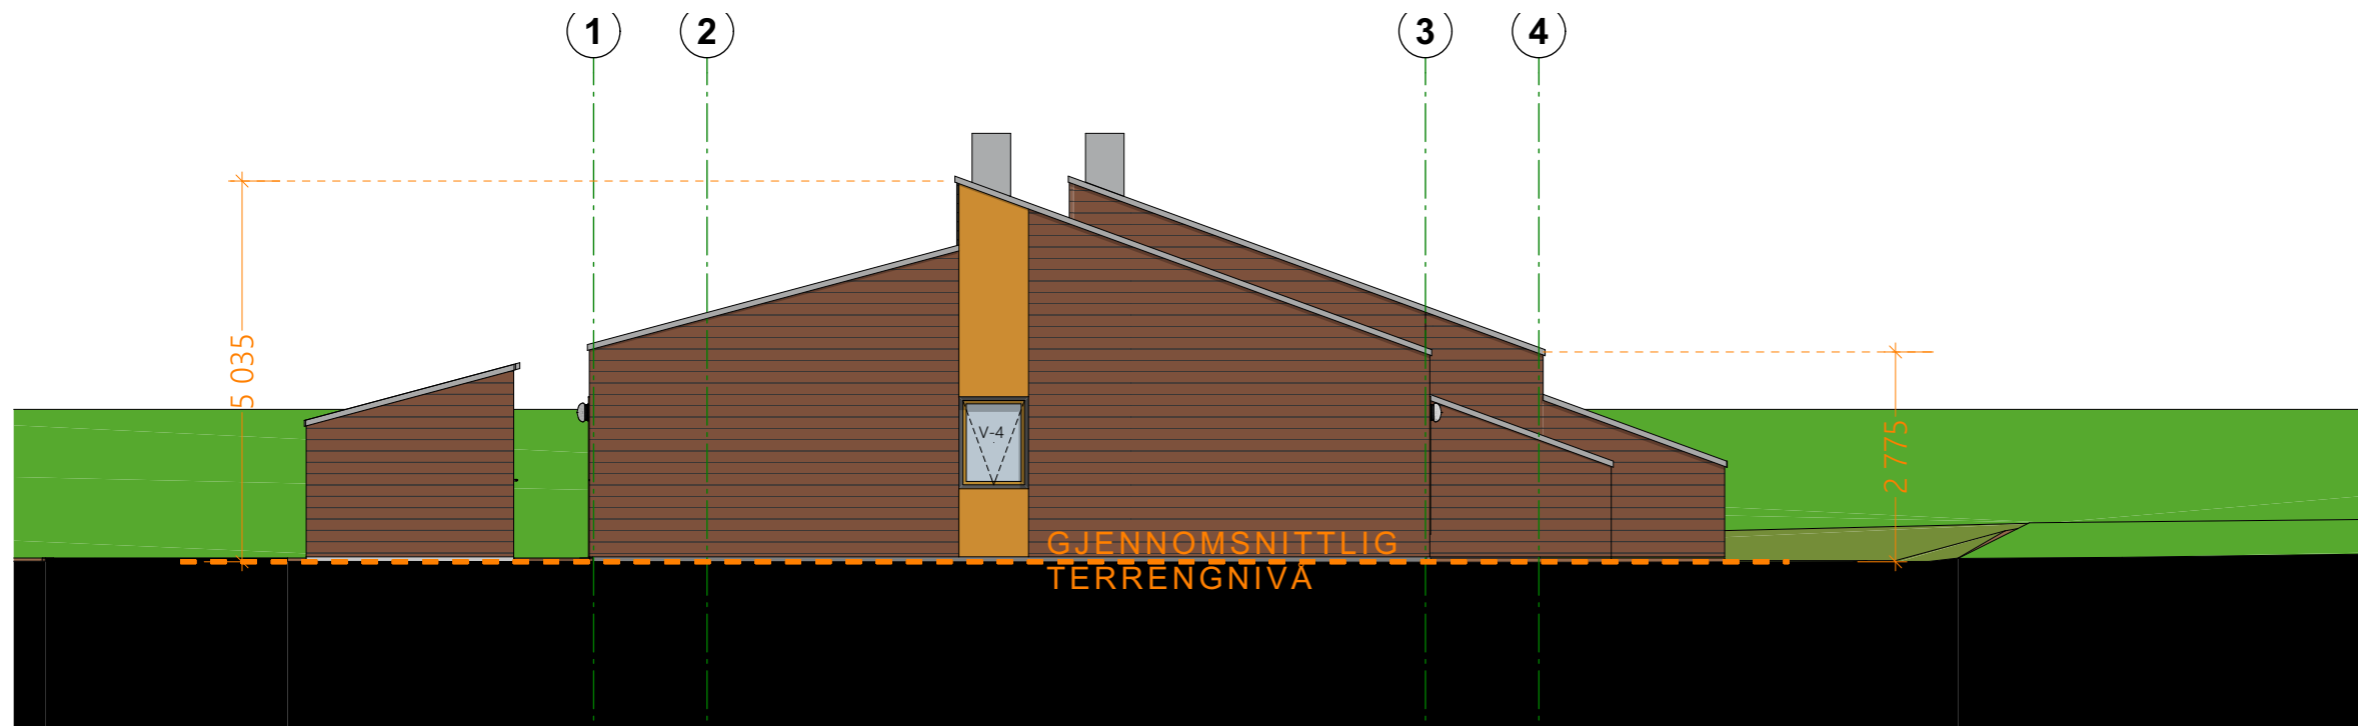 1 2 3 4
5 035
V-4
2 775
GJENNOMSNITTLIG
TERRENGNIVÅ